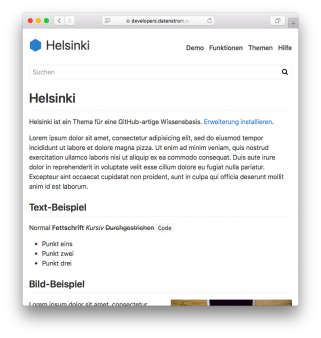 developers.datenstrom.
Helsinki
Demo Funktionen Themen Hilfe
Suchen
Helsinki
Helsinki ist ein Thema für eine GitHub-artige Wissensbasis. Erweiterung installieren.
Lorem ipsum dolor sit amet, consectetur adipisicing elit, sed do eiusmod tempor
incididunt ut labore et dolore magna pizza. Ut enim ad minim veniam, quis nostrud
exercitation ullamco laboris nisi ut aliquip ex ea commodo consequat. Duis aute irure
dolor in reprehenderit in voluptate velit esse cillum dolore eu fugiat nulla pariatur.
Excepteur sint occaecat cupidatat non proident, sunt in culpa qui officia deserunt mollit
anim id est laborum.
Text-Beispiel
Normal Fettschrift Kursiv Durchgestrichen Code
Punkt eins
Punkt zwei
Punkt drei
Bild-Beispiel
Lorem ipsum dolor sit amet, consectetur